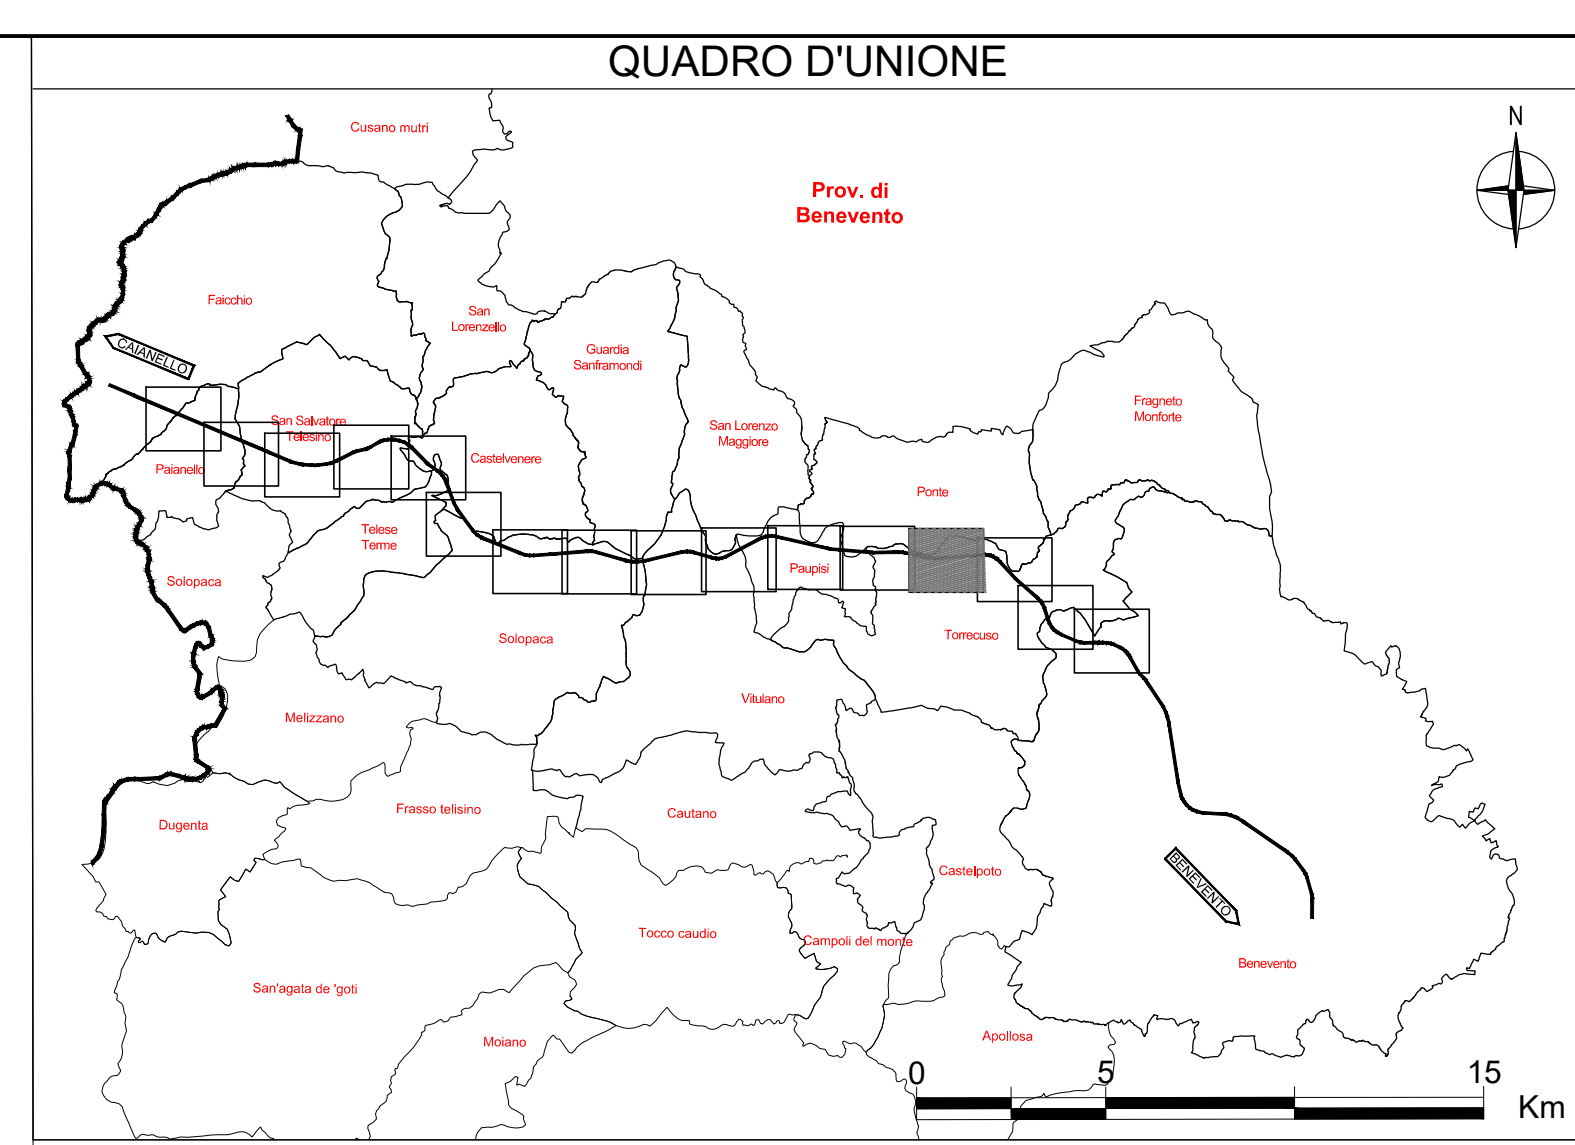 QUADRO D'UNIONE
Cusano mutri
N
Prov. di
Benevento
Faicchio
San
Lorenzello
CAIANELLO
Guardia
Sanframondi
Fragneto
Monforte
San Salvatore
Telesino
San Lorenzo
Maggiore
Castelvenere
Paianello
Ponte
Telese
Terme
Solopaca
Paupisi
Solopaca
Torrecuso
Vitulano
Melizzano
Frasso telisino
Cautano
Dugenta
Castelpoto
BENEVENTO
Tocco caudio
Campoli del monte
Benevento
San'agata de 'goti
Moiano
Apollosa
0 5 15
Km